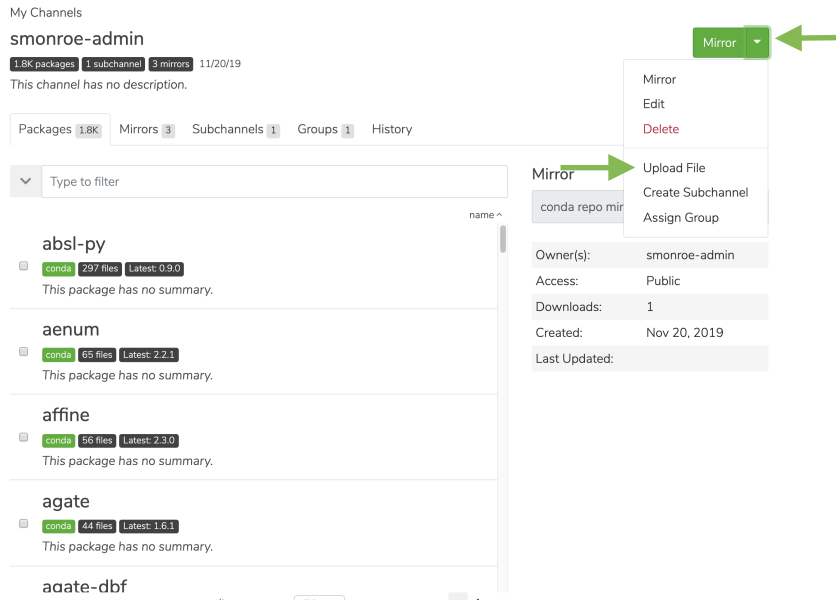 My Channels
smonroe-admin
Mirror
1.8K packages 1 subchannel 3 mirrors 11/20/19
This channel has no description.
Mirror
Edit
Delete
Upload File
Create Subchannel
Assign Group
Packages 1.8K Mirrors 3 Subchannels 1 Groups 1 History
Type to filter
name
absl-py
conda 297 files Latest: 0.9.0
This package has no summary.
aenum
conda 65 files Latest: 2.2.1
This package has no summary.
affine
conda 56 files Latest: 2.3.0
This package has no summary.
agate
conda 44 files Latest: 1.6.1
This package has no summary.
agate-dbf
Mirror
conda repo mir
Owner(s): smonroe-admin
Access: Public
Downloads: 1
Created: Nov 20, 2019
Last Updated: